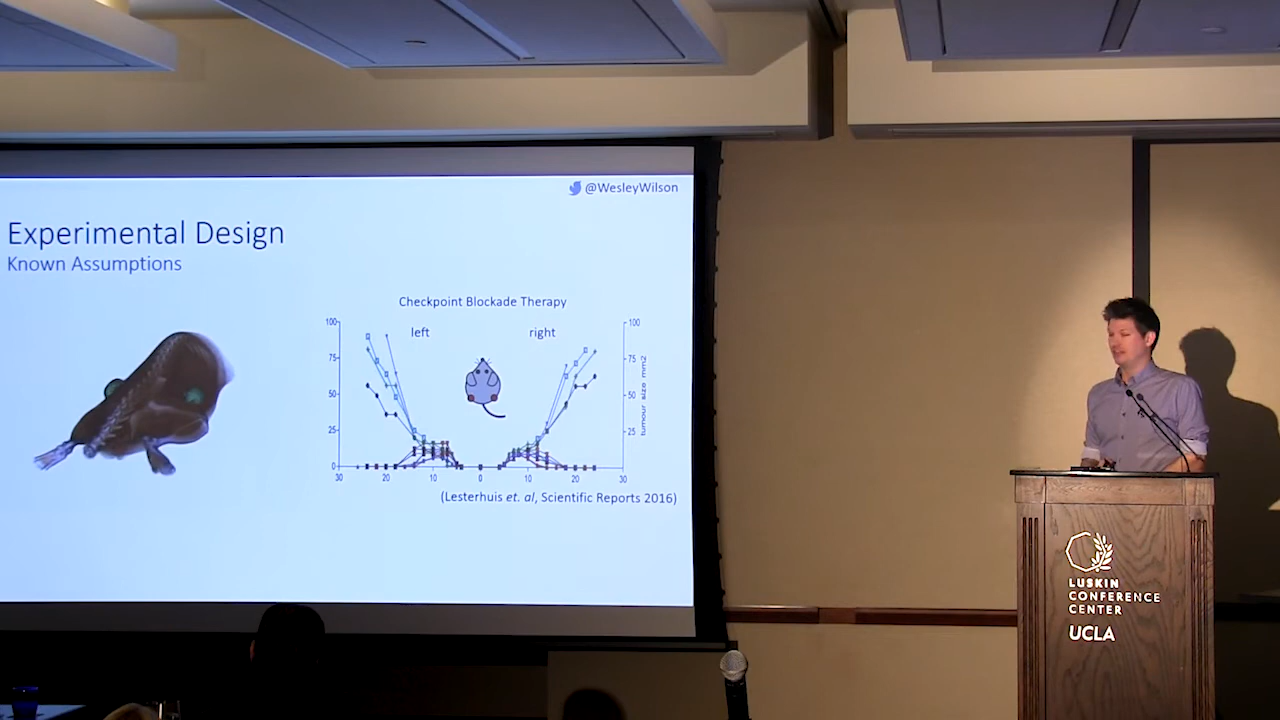 @WesleyWilson
Experimental Design
Known Assumptions
Checkpoint Blockade Therapy
left right
100 100
75 75
50 50
25 25
0 0
30 20 10 0 10 20 30
tumour size mm2
(Lesterhuis et. al, Scientific Reports 2016)
LUSKIN
CONFERENCE
CENTER
UCLA